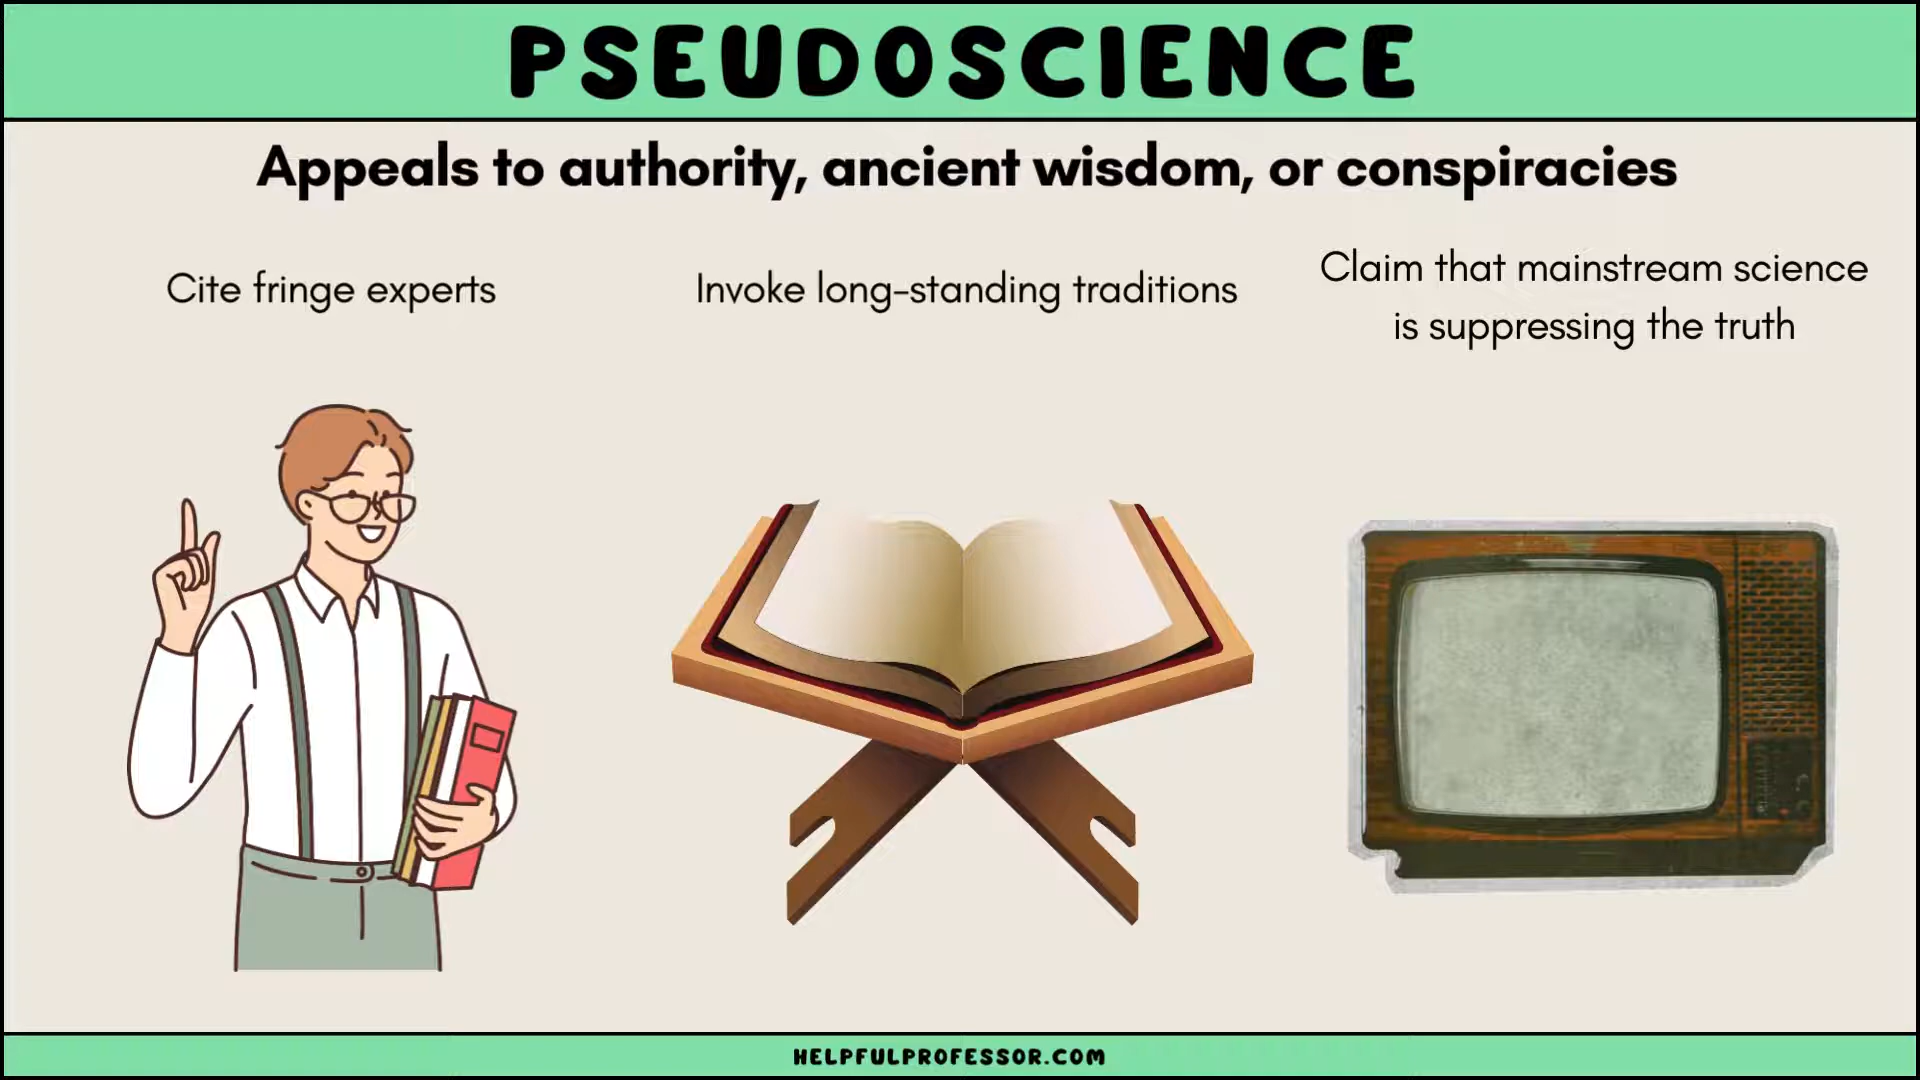 PSEUDOSCIENCE
Appeals to authority, ancient wisdom, or conspiracies
Cite fringe experts
Invoke long-standing traditions
Claim that mainstream science
is suppressing the truth
HELPFULPROFESSOR.COM